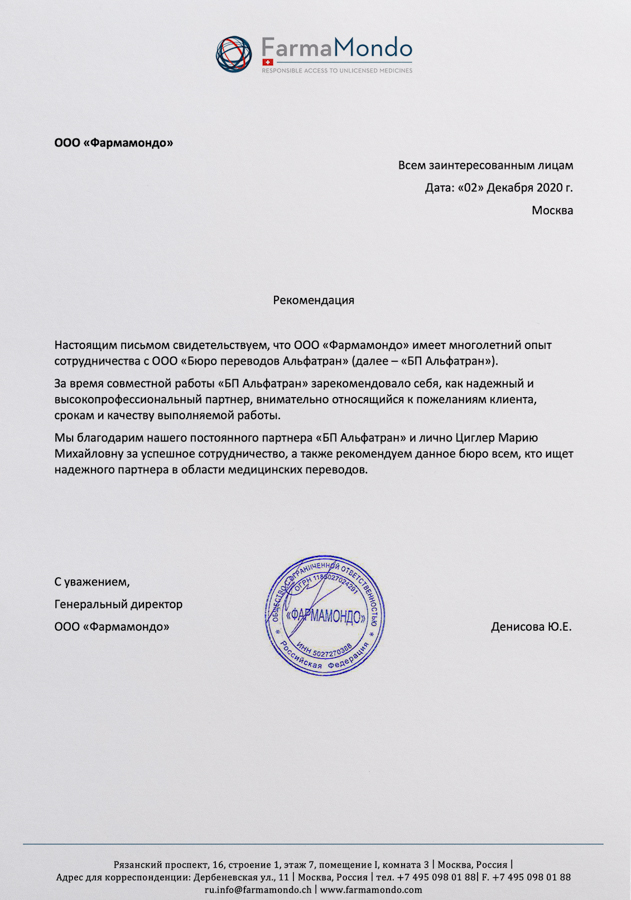 FarmaMondo
RESPONSIBLE ACCESS TO UNLICENSED MEDICINES
ООО «Фармамондо»
Всем заинтересованным лицам
Дата: «02» Декабря 2020 г.
Москва
Рекомендация
Настоящим письмом свидетельствуем, что ООО «Фармамондо» имеет многолетний опыт
сотрудничества с ООО «Бюро переводов Альфатран» (далее – «БП Альфатран»).
За время совместной работы «БП Альфатран» зарекомендовало себя, как надежный и
высокопрофессиональный партнер, внимательно относящийся к пожеланиям клиента,
срокам и качеству выполняемой работы.
Мы благодарим нашего постоянного партнера «БП Альфатран» и лично Циглер Марию
Михайловну за успешное сотрудничество, а также рекомендуем данное бюро всем, кто ищет
надежного партнера в области медицинских переводов.
С уважением,
Генеральный директор
ООО «Фармамондо»
ОБЩЕСТВО С ОГРАНИЧЕННОЙ ОТВЕТСТВЕННОСТЬЮ
ОГРН
«ФАРМАМОНДО»
ИНН 5027270388
Российская Федерация
Денисова Ю.Е.
Рязанский проспект, 16, строение 1, этаж 7, помещение I, комната 3 | Москва, Россия |
Адрес для корреспонденции: Дербеневская ул., 11 | Москва, Россия | тел. +7 495 098 01 88| F. +7 495 098 01 88
ru.info@farmamondo.ch | www.farmamondo.com